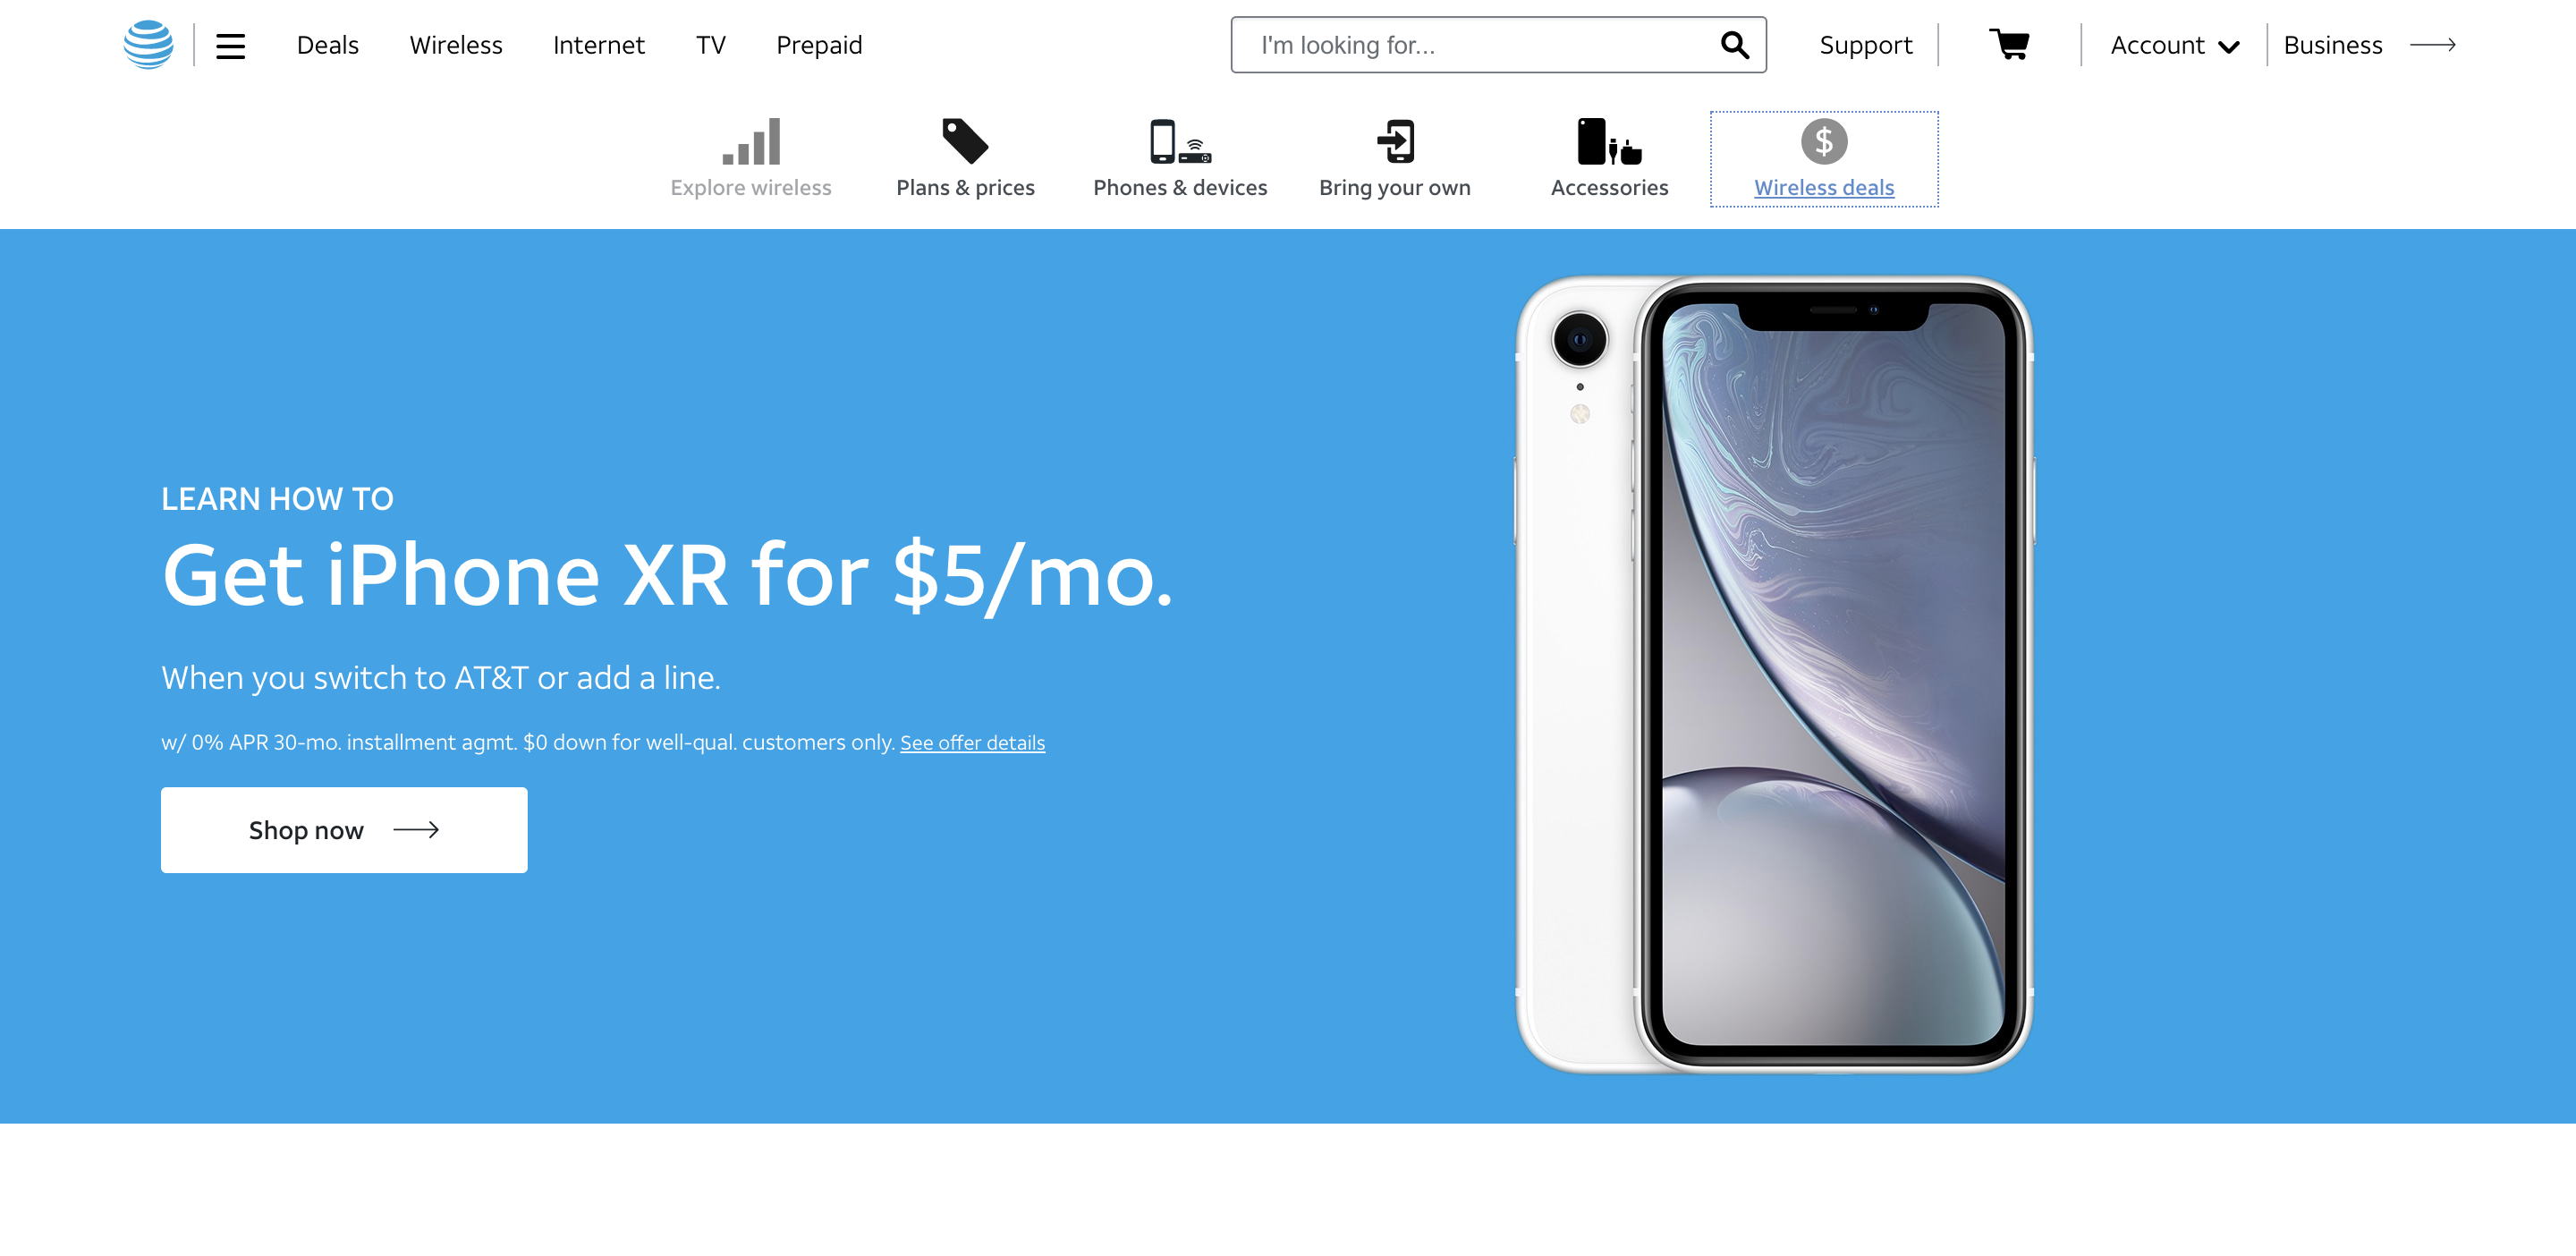 Deals Wireless Internet TV Prepaid I'm looking for... Support Account Business
Explore wireless Plans & prices Phones & devices Bring your own Accessories $ Wireless deals
LEARN HOW TO
Get iPhone XR for $5/mo.
When you switch to AT&T or add a line.
w/ 0% APR 30-mo. installment agmt. $0 down for well-qual. customers only. See offer details
Shop now